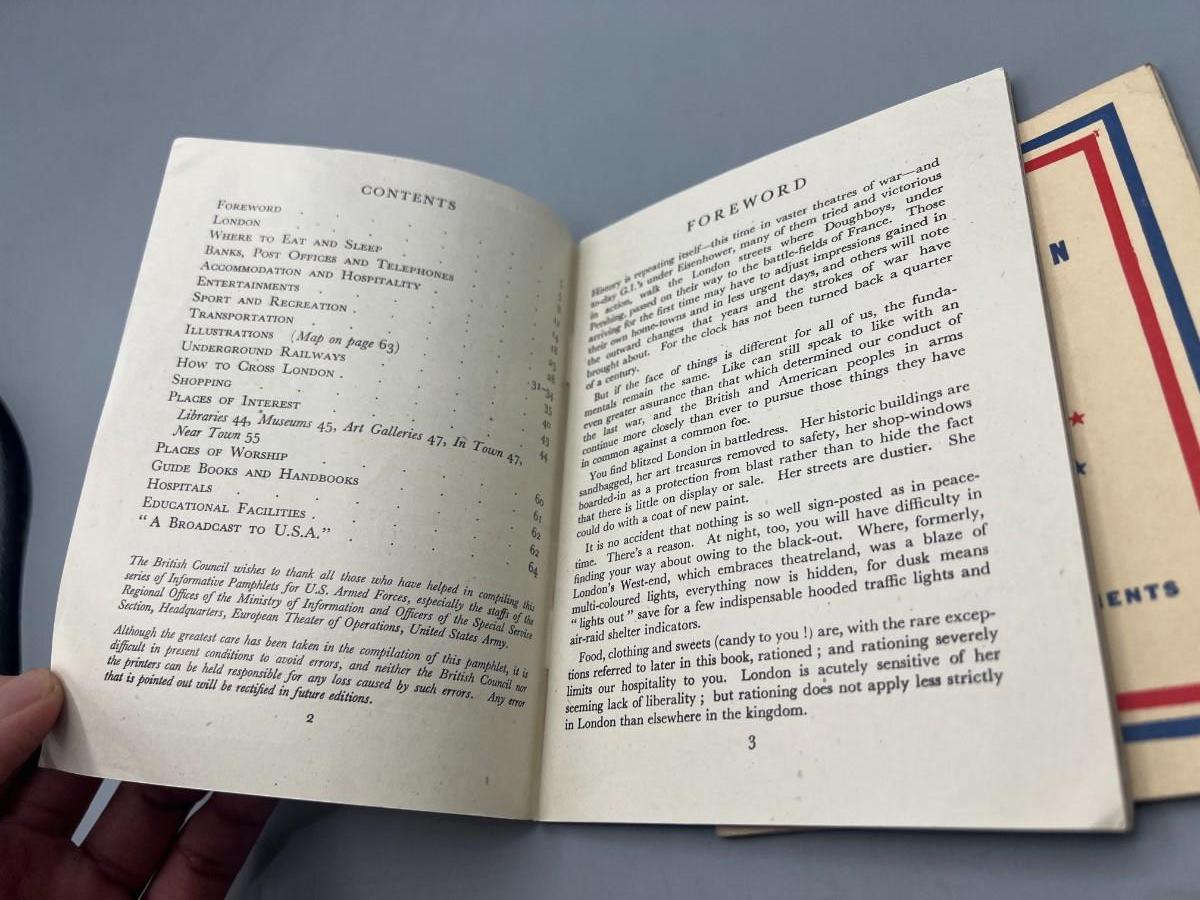 CONTENTS
FOREWORD
LONDON
WHERE TO EAT AND SLEEP
BANKS, POST OFFICES AND TELEPHONES
ACCOMMODATION AND HOSPITALITY
ENTERTAINMENTS
SPORT AND RECREATION
TRANSPORTATION
ILLUSTRATIONS (Map on page 63)
UNDERGROUND RAILWAYS 31-34
HOW TO CROSS LONDON 35
SHOPPING 40
PLACES OF INTEREST 43
Libraries 44, Museums 45, Art Galleries 47, In Town 47, 44
Near Town 55
PLACES OF WORSHIP 60
GUIDE BOOKS AND HANDBOOKS 61
HOSPITALS 62
EDUCATIONAL FACILITIES 62
"A BROADCAST TO U.S.A." 64
The British Council wishes to thank all those who have helped in compiling this
series of Informative Pamphlets for U.S. Armed Forces, especially the staffs of the
Regional Offices of the Ministry of Information and Officers of the Special Service
Section, Headquarters, European Theater of Operations, United States Army.
Although the greatest care has been taken in the compilation of this pamphlet, it is
difficult in present conditions to avoid errors, and neither the British Council nor
the printers can be held responsible for any loss caused by such errors. Any error
that is pointed out will be rectified in future editions.
2
FOREWORD
History is repeating itself—this time in vaster theatres of war—and
to-day G.I.'s under Eisenhower, many of them tried and victorious
in action, walk the London streets where Doughboys, under
Pershing, passed on their way to the battle-fields of France. Those
arriving for the first time may have to adjust impressions gained in
their own home-towns and in less urgent days, and others will note
the outward changes that years and the strokes of war have
brought about. For the clock has not been turned back a quarter
of a century.
But if the face of things is different for all of us, the funda-
mentals remain the same. Like can still speak to like with an
even greater assurance than that which determined our conduct of
the last war, and the British and American peoples in arms
continue more closely than ever to pursue those things they have
in common against a common foe.
You find blitzed London in battledress. Her historic buildings are
sandbagged, her art treasures removed to safety, her shop-windows
boarded-in as a protection from blast rather than to hide the fact
that there is little on display or sale. Her streets are dustier. She
could do with a coat of new paint.
It is no accident that nothing is so well sign-posted as in peace-
time. There's a reason. At night, too, you will have difficulty in
finding your way about owing to the black-out. Where, formerly,
London's West-end, which embraces theatreland, was a blaze of
multi-coloured lights, everything now is hidden, for dusk means
"lights out" save for a few indispensable hooded traffic lights and
air-raid shelter indicators.
Food, clothing and sweets (candy to you !) are, with the rare excep-
tions referred to later in this book, rationed ; and rationing severely
limits our hospitality to you. London is acutely sensitive of her
seeming lack of liberality ; but rationing does not apply less strictly
in London than elsewhere in the kingdom.
3
N
ENTS